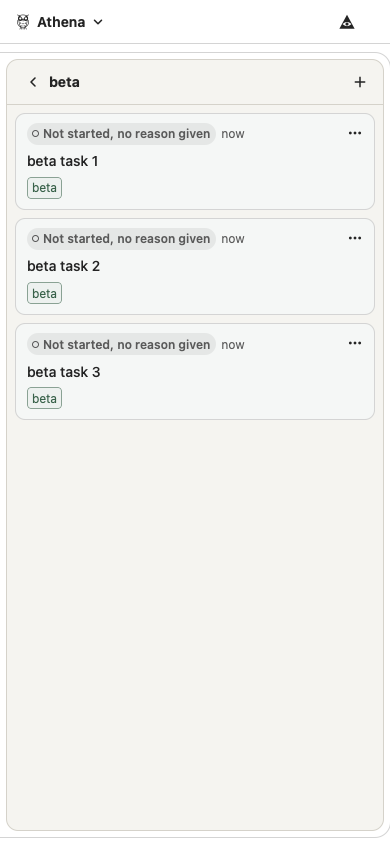 Athena
beta
Not started, no reason given now
beta task 1
beta
Not started, no reason given now
beta task 2
beta
Not started, no reason given now
beta task 3
beta